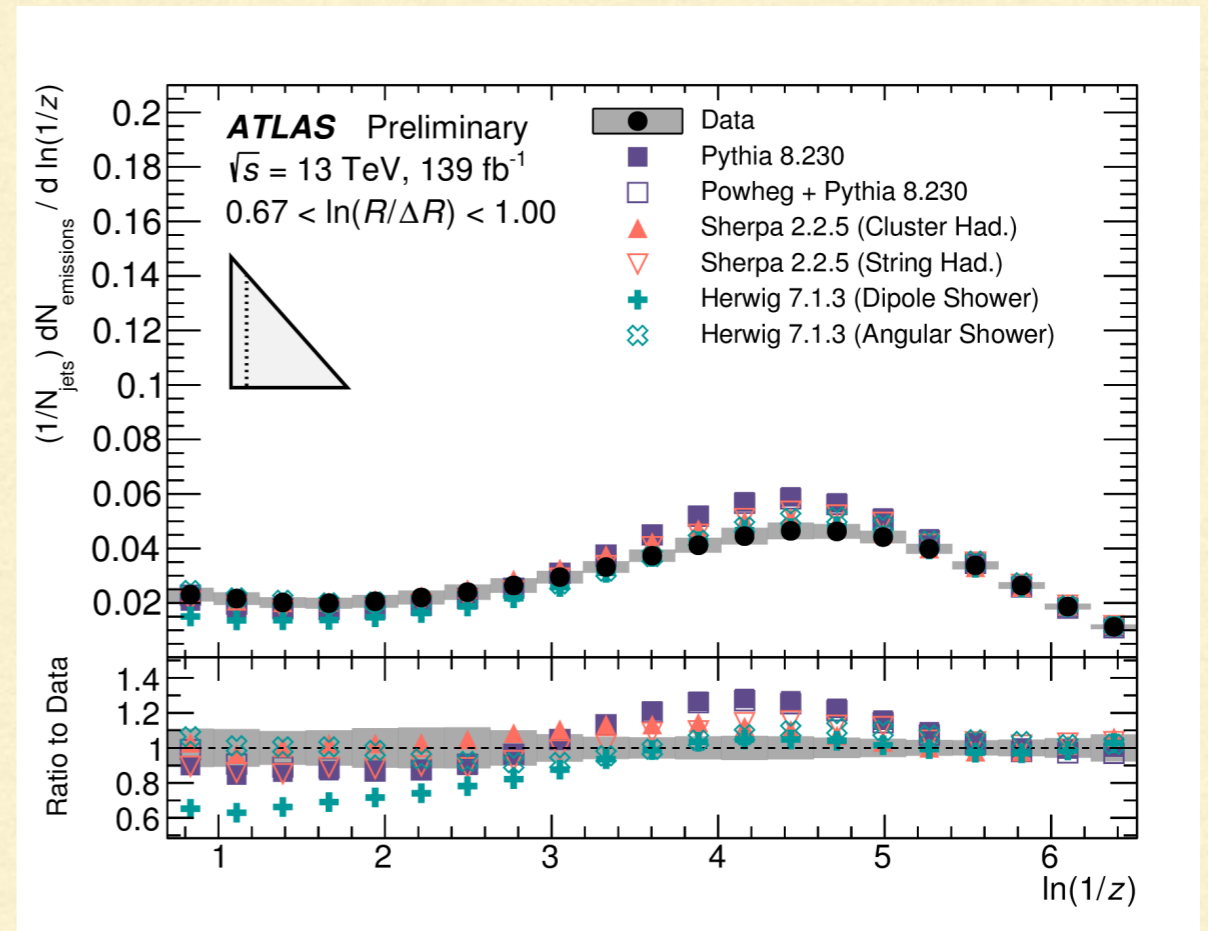 (1/N_jets) dN_emissions / d ln(1/z)
0.2
0.18
0.16
0.14
0.12
0.1
0.08
0.06
0.04
0.02
ATLAS Preliminary
√s = 13 TeV, 139 fb⁻¹
0.67 < ln(R/ΔR) < 1.00
Data
Pythia 8.230
Powheg + Pythia 8.230
Sherpa 2.2.5 (Cluster Had.)
Sherpa 2.2.5 (String Had.)
Herwig 7.1.3 (Dipole Shower)
Herwig 7.1.3 (Angular Shower)
Ratio to Data
1.4
1.2
1
0.8
0.6
1 2 3 4 5 6
ln(1/z)